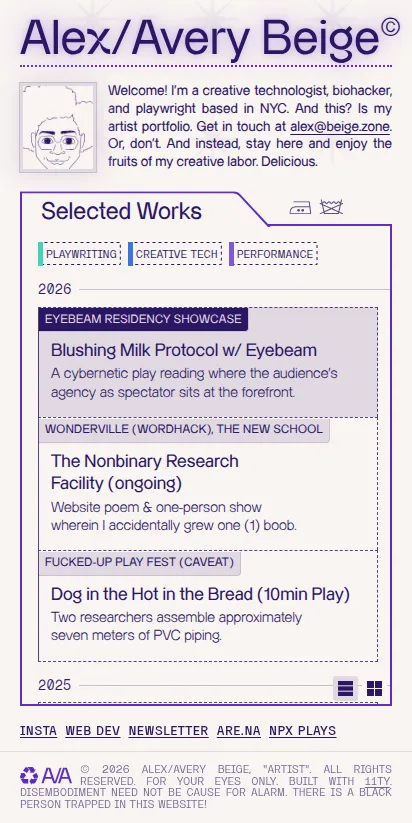 Alex/Avery Beige©
Welcome! I'm a creative technologist, biohacker,
and playwright based in NYC. And this? Is my
artist portfolio. Get in touch at alex@beige.zone.
Or, don't. And instead, stay here and enjoy the
fruits of my creative labor. Delicious.
Selected Works
PLAYWRITING CREATIVE TECH PERFORMANCE
2026
EYEBEAM RESIDENCY SHOWCASE
Blushing Milk Protocol w/ Eyebeam
A cybernetic play reading where the audience's
agency as spectator sits at the forefront.
WONDERVILLE (WORDHACK), THE NEW SCHOOL
The Nonbinary Research
Facility (ongoing)
Website poem & one-person show
wherein I accidentally grew one (1) boob.
FUCKED-UP PLAY FEST (CAVEAT)
Dog in the Hot in the Bread (10min Play)
Two researchers assemble approximately
seven meters of PVC piping.
2025
INSTA WEB DEV NEWSLETTER ARE.NA NPX PLAYS
A/A © 2026 ALEX/AVERY BEIGE, "ARTIST". ALL RIGHTS
RESERVED. FOR YOUR EYES ONLY. BUILT WITH 11TY.
DISEMBODIMENT NEED NOT BE CAUSE FOR ALARM. THERE IS A BLACK
PERSON TRAPPED IN THIS WEBSITE!